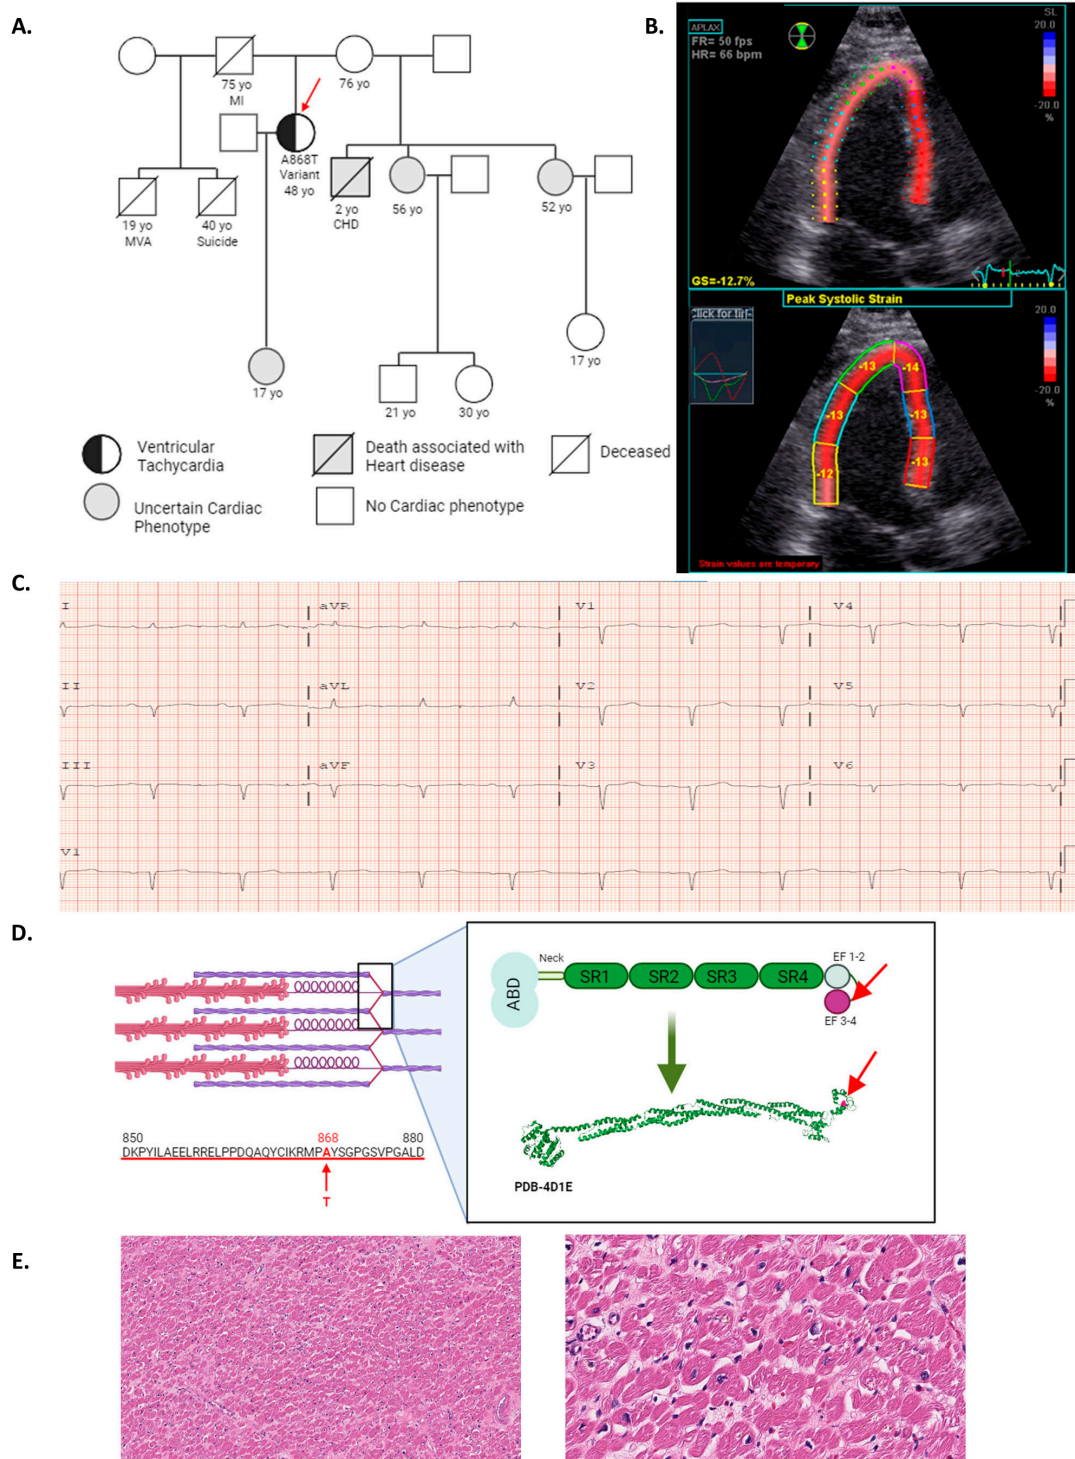 A.
75 yo
MI
76 yo
A868T
Variant
48 yo
2 yo
CHD
56 yo
52 yo
19 yo
MVA
40 yo
Suicide
17 yo
17 yo
21 yo
30 yo
Ventricular
Tachycardia
Death associated with
Heart disease
Deceased
Uncertain Cardiac
Phenotype
No Cardiac phenotype
B.
APLAX
FR= 50 fps
HR= 66 bpm
SL
20.0
-20.0
%
GS=-12.7%
Peak Systolic Strain
20.0
-20.0
%
SL
-13
-14
-13
-13
-12
-13
Strain values are temporary
C.
I
aVR
V1
V4
II
aVL
V2
V5
III
aVF
V3
V6
V1
D.
Neck
EF 1-2
ABD
SR1
SR2
SR3
SR4
EF 3-4
850
868
880
DKPYILAEELRRELPPDQAQYCIKRMPAYSGPGSVPGALD
T
PDB-4D1E
E.